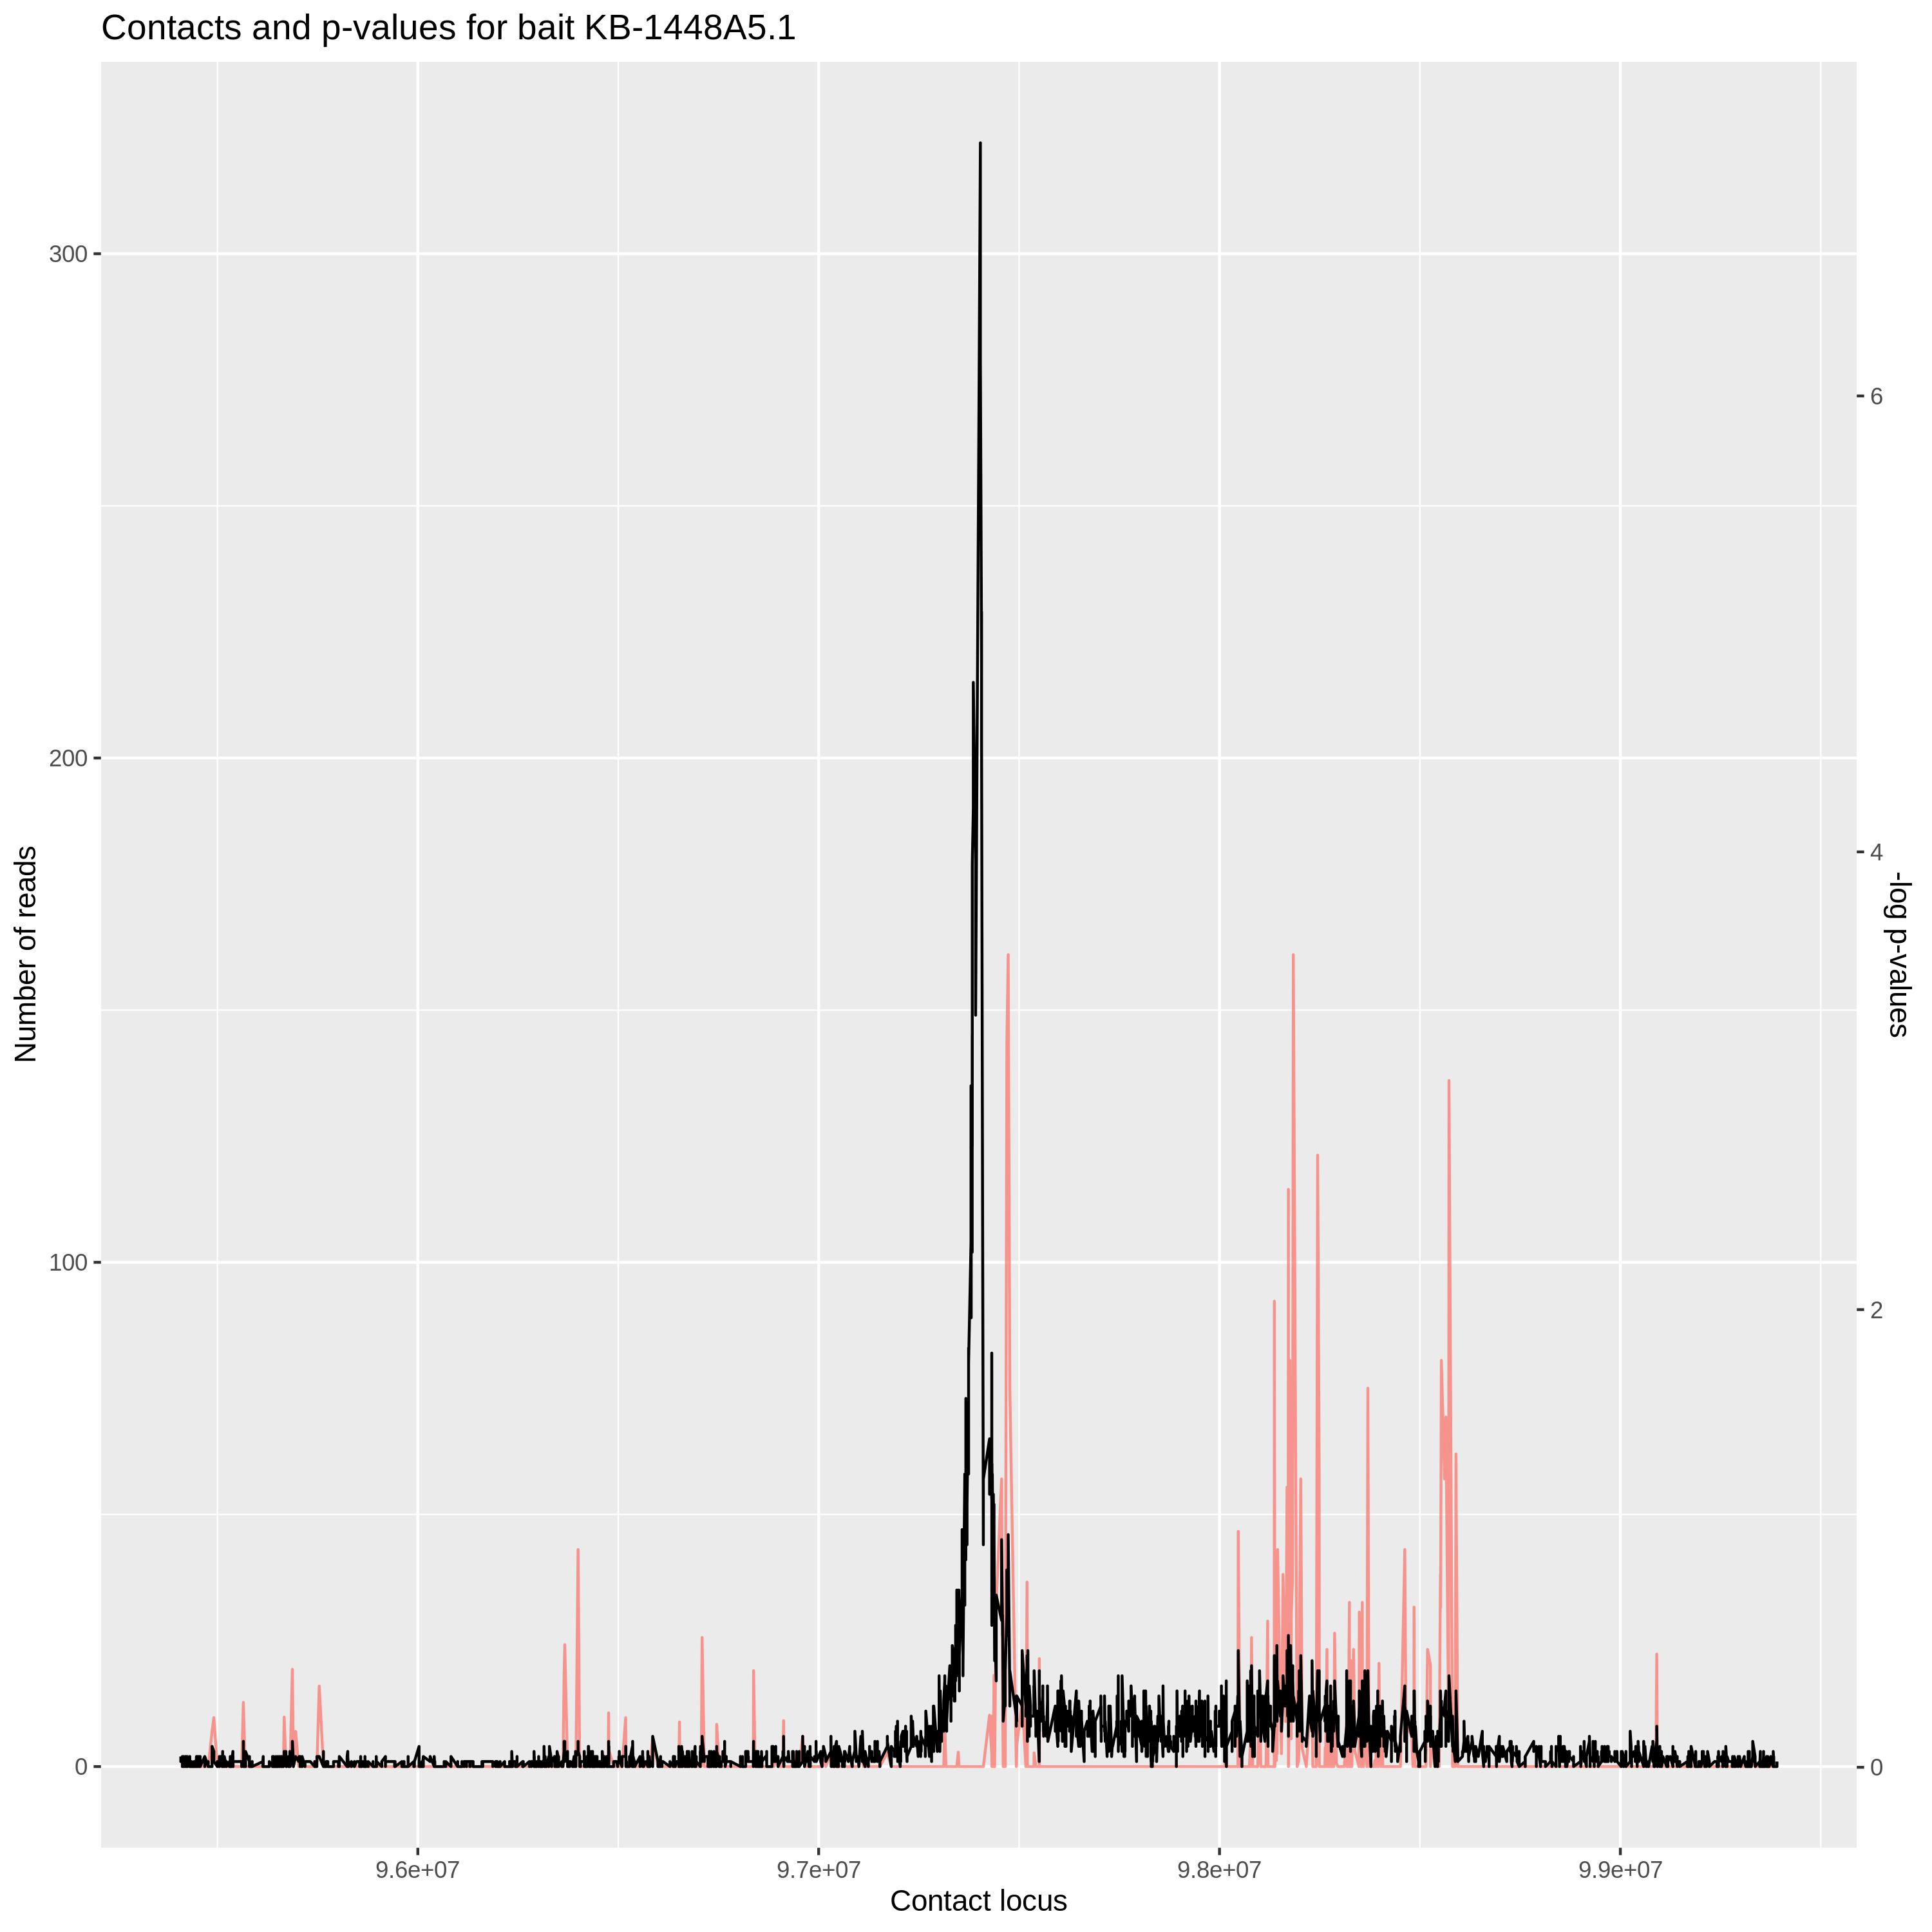 Contacts and p-values for bait KB-1448A5.1
300
200
100
0
6
4
2
0
Number of reads
-log p-values
9.6e+07
9.7e+07
9.8e+07
9.9e+07
Contact locus